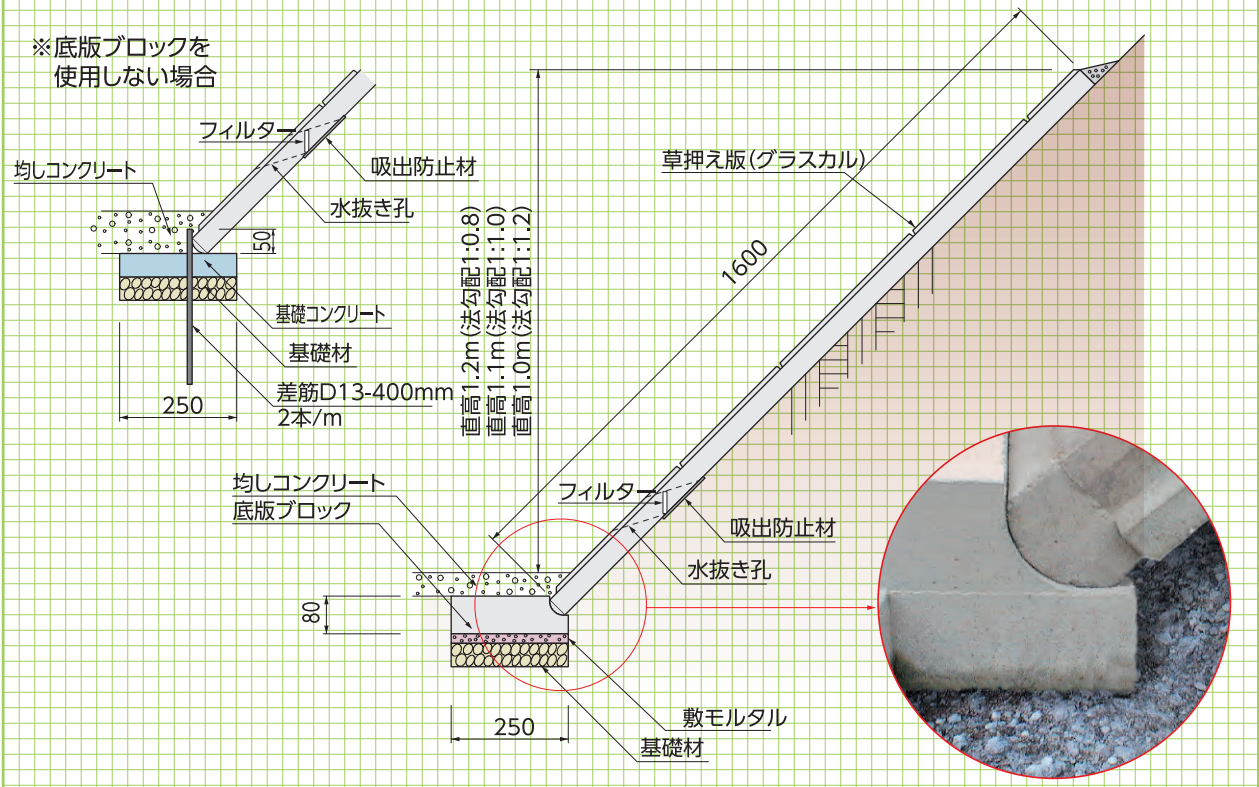 ※底版ブロックを
使用しない場合
フィルター
均しコンクリート
吸出防止材
水抜き孔
50
基礎コンクリート
基礎材
差筋D13-400mm
2本/m
250
草押え版(グラスカル)
1600
直高1.2m(法勾配1:0.8)
直高1.1m(法勾配1:1.0)
直高1.0m(法勾配1:1.2)
均しコンクリート
底版ブロック
フィルター
吸出防止材
水抜き孔
80
敷モルタル
基礎材
250